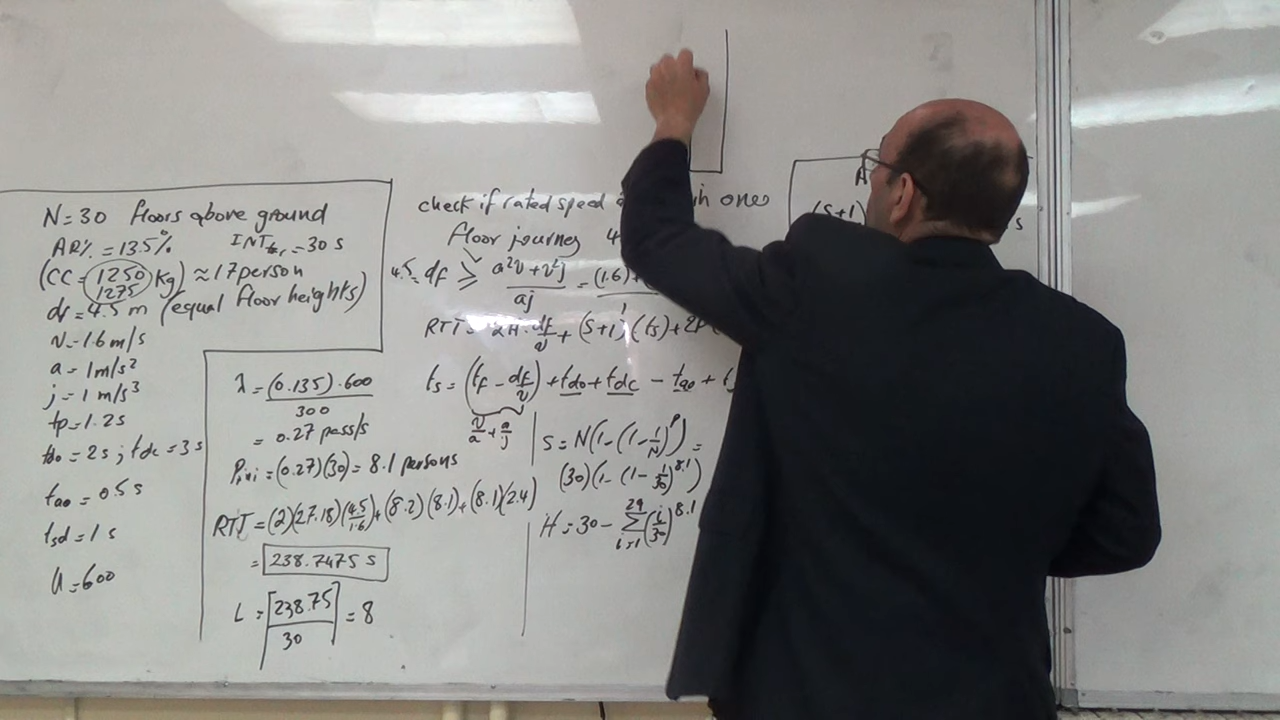 N=30 floors above ground
AR% = 13.5% INT = 30 s
(CC = 1250 Kg) ≈ 17 person
1275
df = 4.5 m (equal floor heights)
v = 1.6 m/s
a = 1 m/s²
j = 1 m/s³
tp = 1.2 s
tdo = 2 s ; tdc = 3 s
tao = 0.5 s
tsd = 1 s
U = 600
λ = (0.135)·600
300
= 0.27 pass/s
= (0.27)(30) = 8.1 persons
RTT = (2)(27.18)(4.5/1.6) + (8.2)(8.1) + (8.1)(2.4)
= 238.7475 s
L = ⌈238.75/30⌉ = 8
check if rated speed in one
floor journey 4
4.5 = df ≥ (a²v + v²j)/aj = (1.6)
RTT = 2H·df/v + (S+1)(ts) + 2P
ts = (tf − df/v) + tdo + tdc − tao +
v/a + a/j
S = N(1 − (1 − 1/N)^P) =
(30)(1 − (1 − 1/30)^8.1)
H = 30 − Σ_{i=1}^{29} (i/30)^8.1
A
(S+1)
s